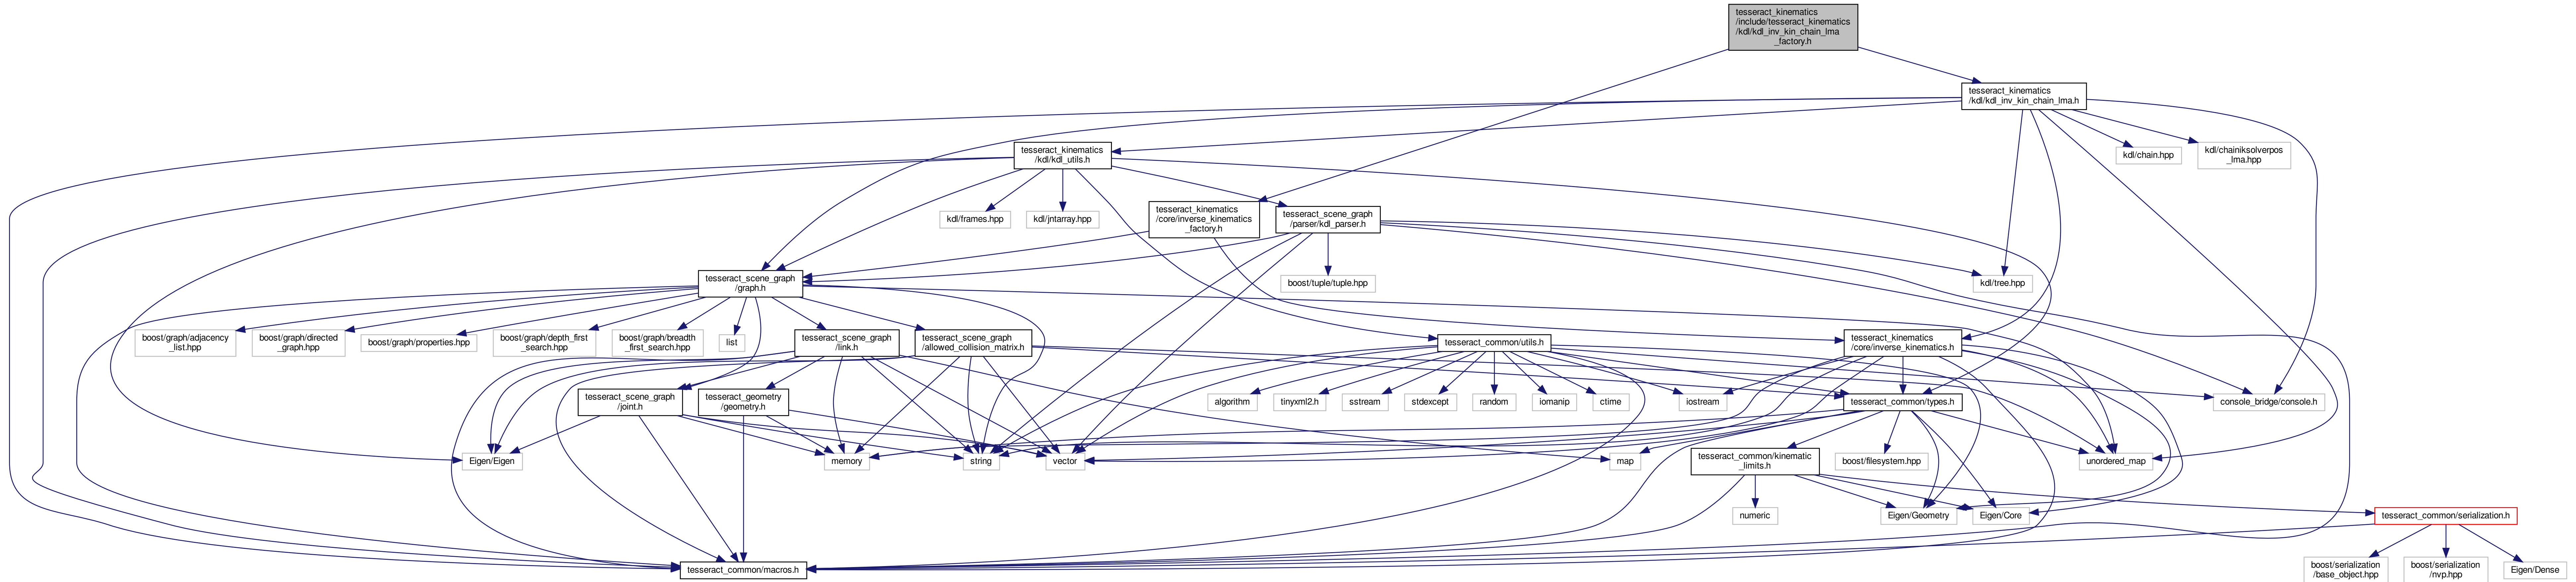 tesseract_kinematics
/include/tesseract_kinematics
/kdl/kdl_inv_kin_chain_lma
_factory.h
tesseract_kinematics
/kdl/kdl_inv_kin_chain_lma.h
tesseract_kinematics
/kdl/kdl_utils.h
kdl/chain.hpp
kdl/chainiksolverpos
_lma.hpp
kdl/frames.hpp
kdl/jntarray.hpp
tesseract_kinematics
/core/inverse_kinematics
_factory.h
tesseract_scene_graph
/parser/kdl_parser.h
tesseract_scene_graph
/graph.h
boost/tuple/tuple.hpp
kdl/tree.hpp
boost/graph/adjacency
_list.hpp
boost/graph/directed
_graph.hpp
boost/graph/properties.hpp
boost/graph/depth_first
_search.hpp
boost/graph/breadth
_first_search.hpp
list
tesseract_scene_graph
/link.h
tesseract_scene_graph
/allowed_collision_matrix.h
tesseract_common/utils.h
tesseract_kinematics
/core/inverse_kinematics.h
tesseract_scene_graph
/joint.h
tesseract_geometry
/geometry.h
algorithm
tinyxml2.h
sstream
stdexcept
random
iomanip
ctime
iostream
tesseract_common/types.h
console_bridge/console.h
Eigen/Eigen
memory
string
vector
map
tesseract_common/kinematic
_limits.h
boost/filesystem.hpp
unordered_map
numeric
Eigen/Geometry
Eigen/Core
tesseract_common/serialization.h
tesseract_common/macros.h
boost/serialization
/base_object.hpp
boost/serialization
/nvp.hpp
Eigen/Dense